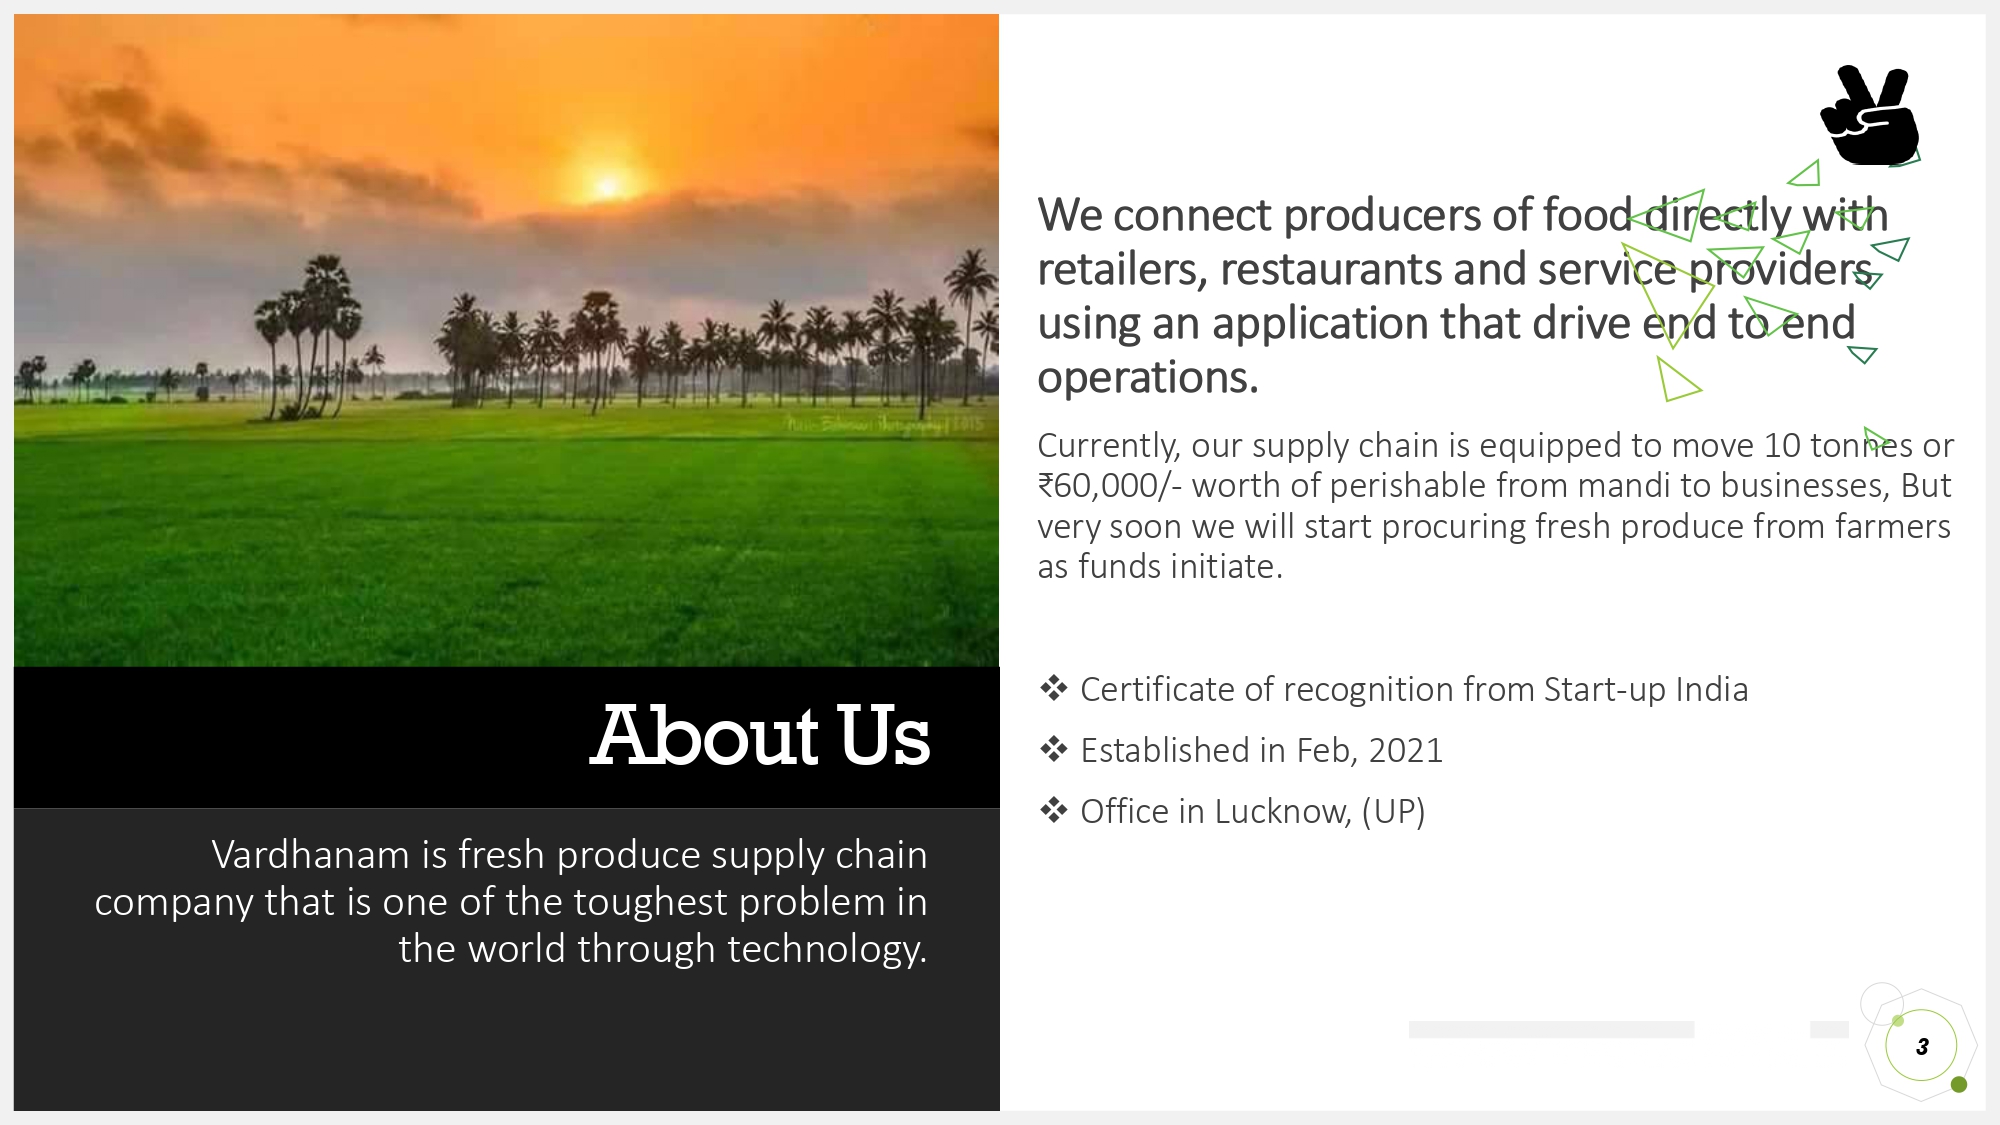 We connect producers of food directly with
retailers, restaurants and service providers
using an application that drive end to end
operations.
Currently, our supply chain is equipped to move 10 tonnes or
₹60,000/- worth of perishable from mandi to businesses, But
very soon we will start procuring fresh produce from farmers
as funds initiate.
❖ Certificate of recognition from Start-up India
❖ Established in Feb, 2021
❖ Office in Lucknow, (UP)
About Us
Vardhanam is fresh produce supply chain
company that is one of the toughest problem in
the world through technology.
3